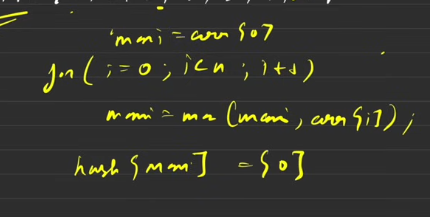 maxi = arr[0]
for( i=0 ; i<n ; i++)
maxi = max(maxi, arr[i]);
hash [maxi] = {0}